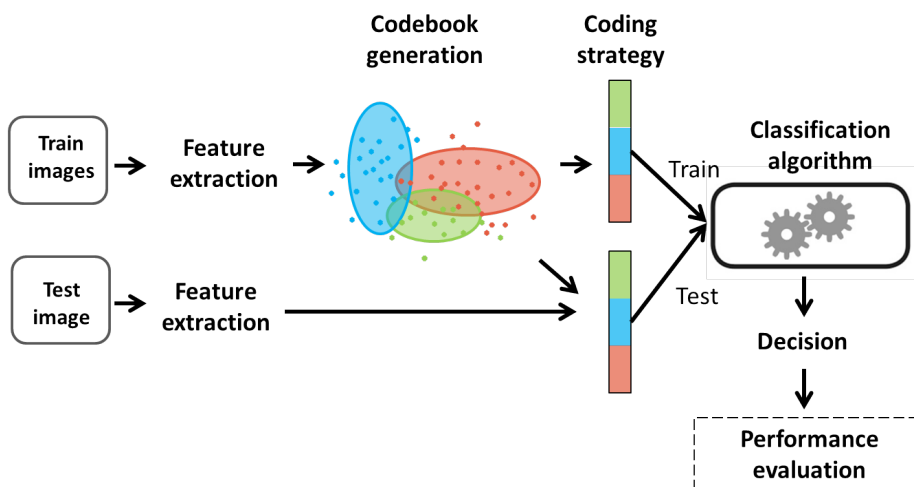 Codebook
generation
Coding
strategy
Train
images
Feature
extraction
Classification
algorithm
Train
Test
image
Feature
extraction
Test
Decision
Performance
evaluation